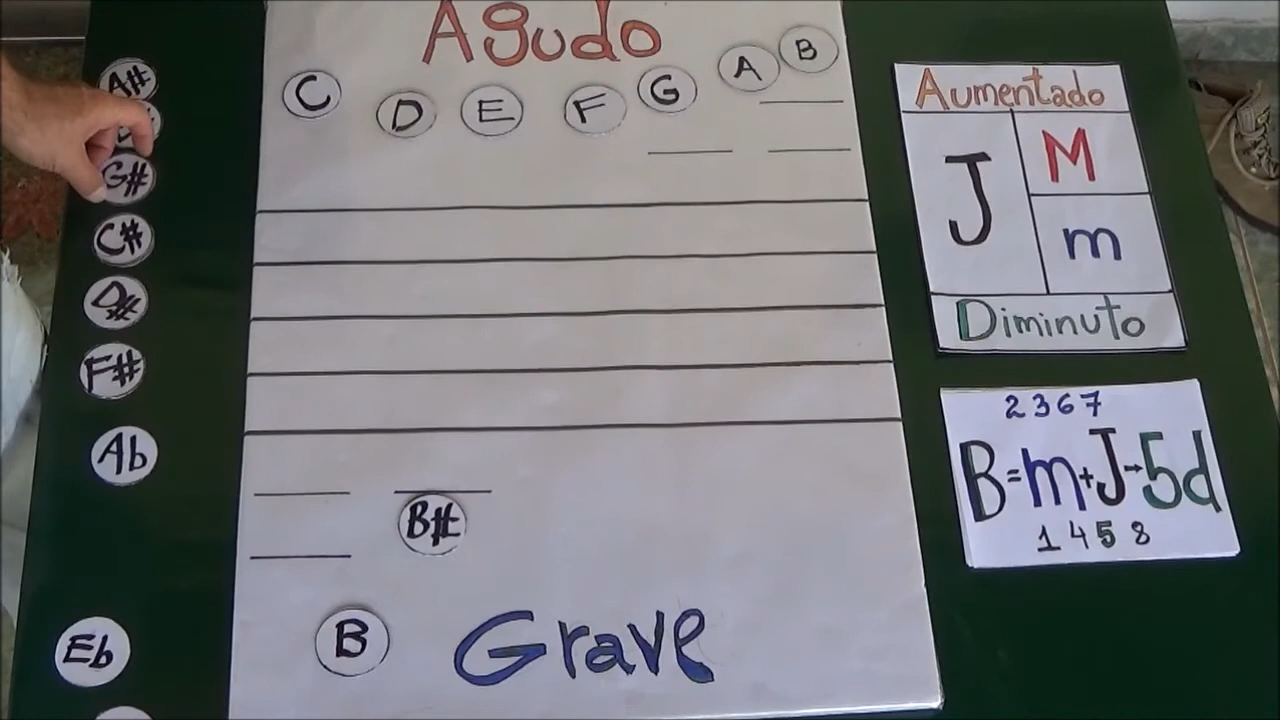 Agudo
C D E F G A B
A#
G#
C#
D#
F#
Ab
Eb
B#
B
Grave
Aumentado
J M
m
Diminuto
2 3 6 7
B=m+J→5d
1 4 5 8